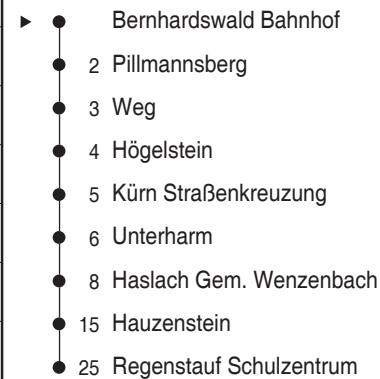 Bernhardswald Bahnhof
2 Pillmannsberg
3 Weg
4 Högelstein
5 Kürn Straßenkreuzung
6 Unterharm
8 Haslach Gem. Wenzenbach
15 Hauzenstein
25 Regenstauf Schulzentrum